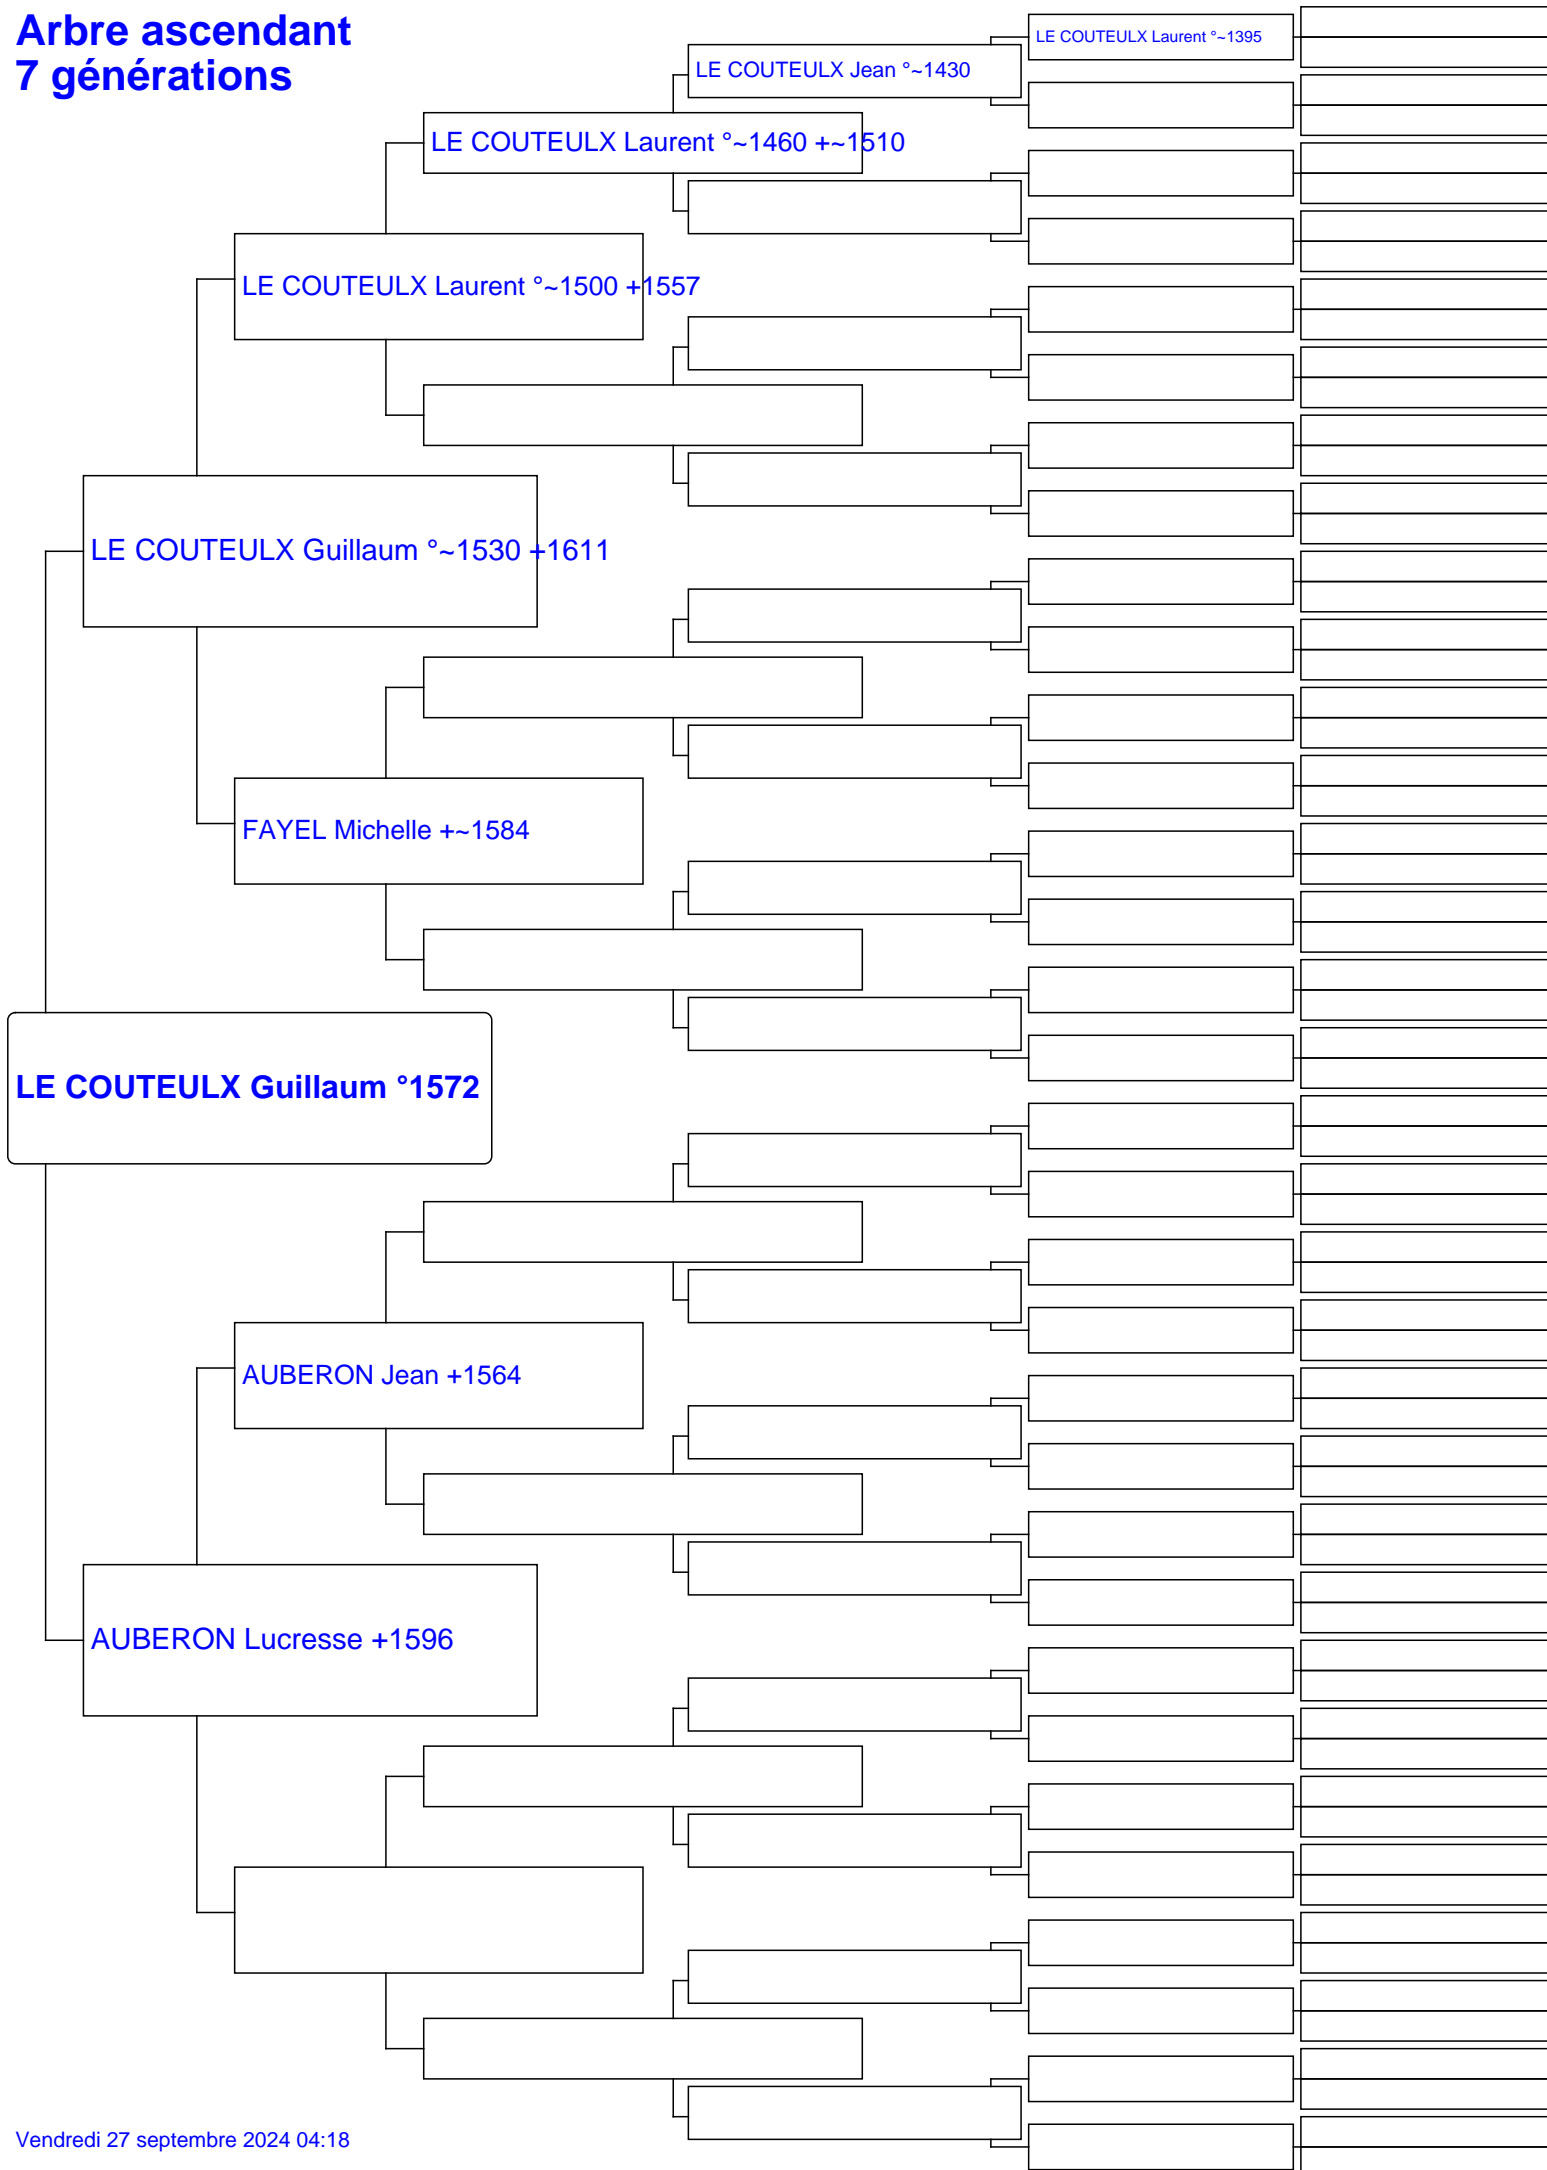 Arbre ascendant
7 générations
LE COUTEULX Laurent °~1395
LE COUTEULX Jean °~1430
LE COUTEULX Laurent °~1460 +~1510
LE COUTEULX Laurent °~1500 +1557
LE COUTEULX Guillaum °~1530 +1611
FAYEL Michelle +~1584
LE COUTEULX Guillaum °1572
AUBERON Jean +1564
AUBERON Lucresse +1596
Vendredi 27 septembre 2024 04:18